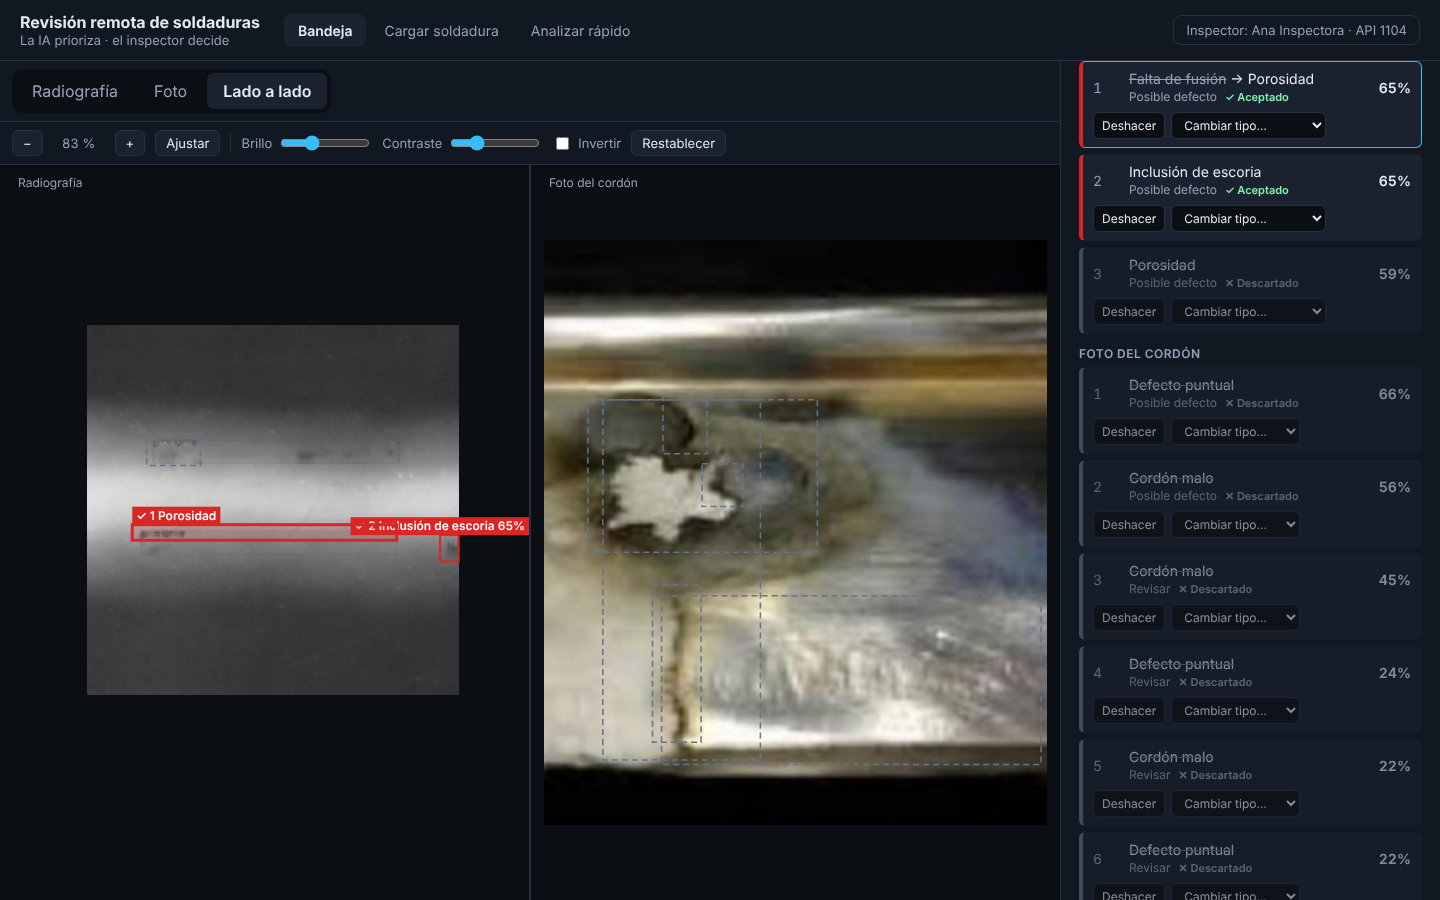 Revisión remota de soldaduras
La IA prioriza · el inspector decide
Bandeja
Cargar soldadura
Analizar rápido
Inspector: Ana Inspectora · API 1104
Radiografía
Foto
Lado a lado
−
83 %
+
Ajustar
Brillo
Contraste
Invertir
Restablecer
Radiografía
✓ 1 Porosidad
✓ 2 Inclusión de escoria 65%
Foto del cordón
1
Falta de fusión → Porosidad
65%
Posible defecto ✓ Aceptado
Deshacer
Cambiar tipo...
2
Inclusión de escoria
65%
Posible defecto ✓ Aceptado
Deshacer
Cambiar tipo...
3
Porosidad
59%
Posible defecto ✕ Descartado
Deshacer
Cambiar tipo...
FOTO DEL CORDÓN
1
Defecto puntual
66%
Posible defecto ✕ Descartado
Deshacer
Cambiar tipo...
2
Cordón malo
56%
Posible defecto ✕ Descartado
Deshacer
Cambiar tipo...
3
Cordón malo
45%
Revisar ✕ Descartado
Deshacer
Cambiar tipo...
4
Defecto puntual
24%
Revisar ✕ Descartado
Deshacer
Cambiar tipo...
5
Cordón malo
22%
Revisar ✕ Descartado
Deshacer
Cambiar tipo...
6
Defecto puntual
22%
Revisar ✕ Descartado
Deshacer
Cambiar tipo...